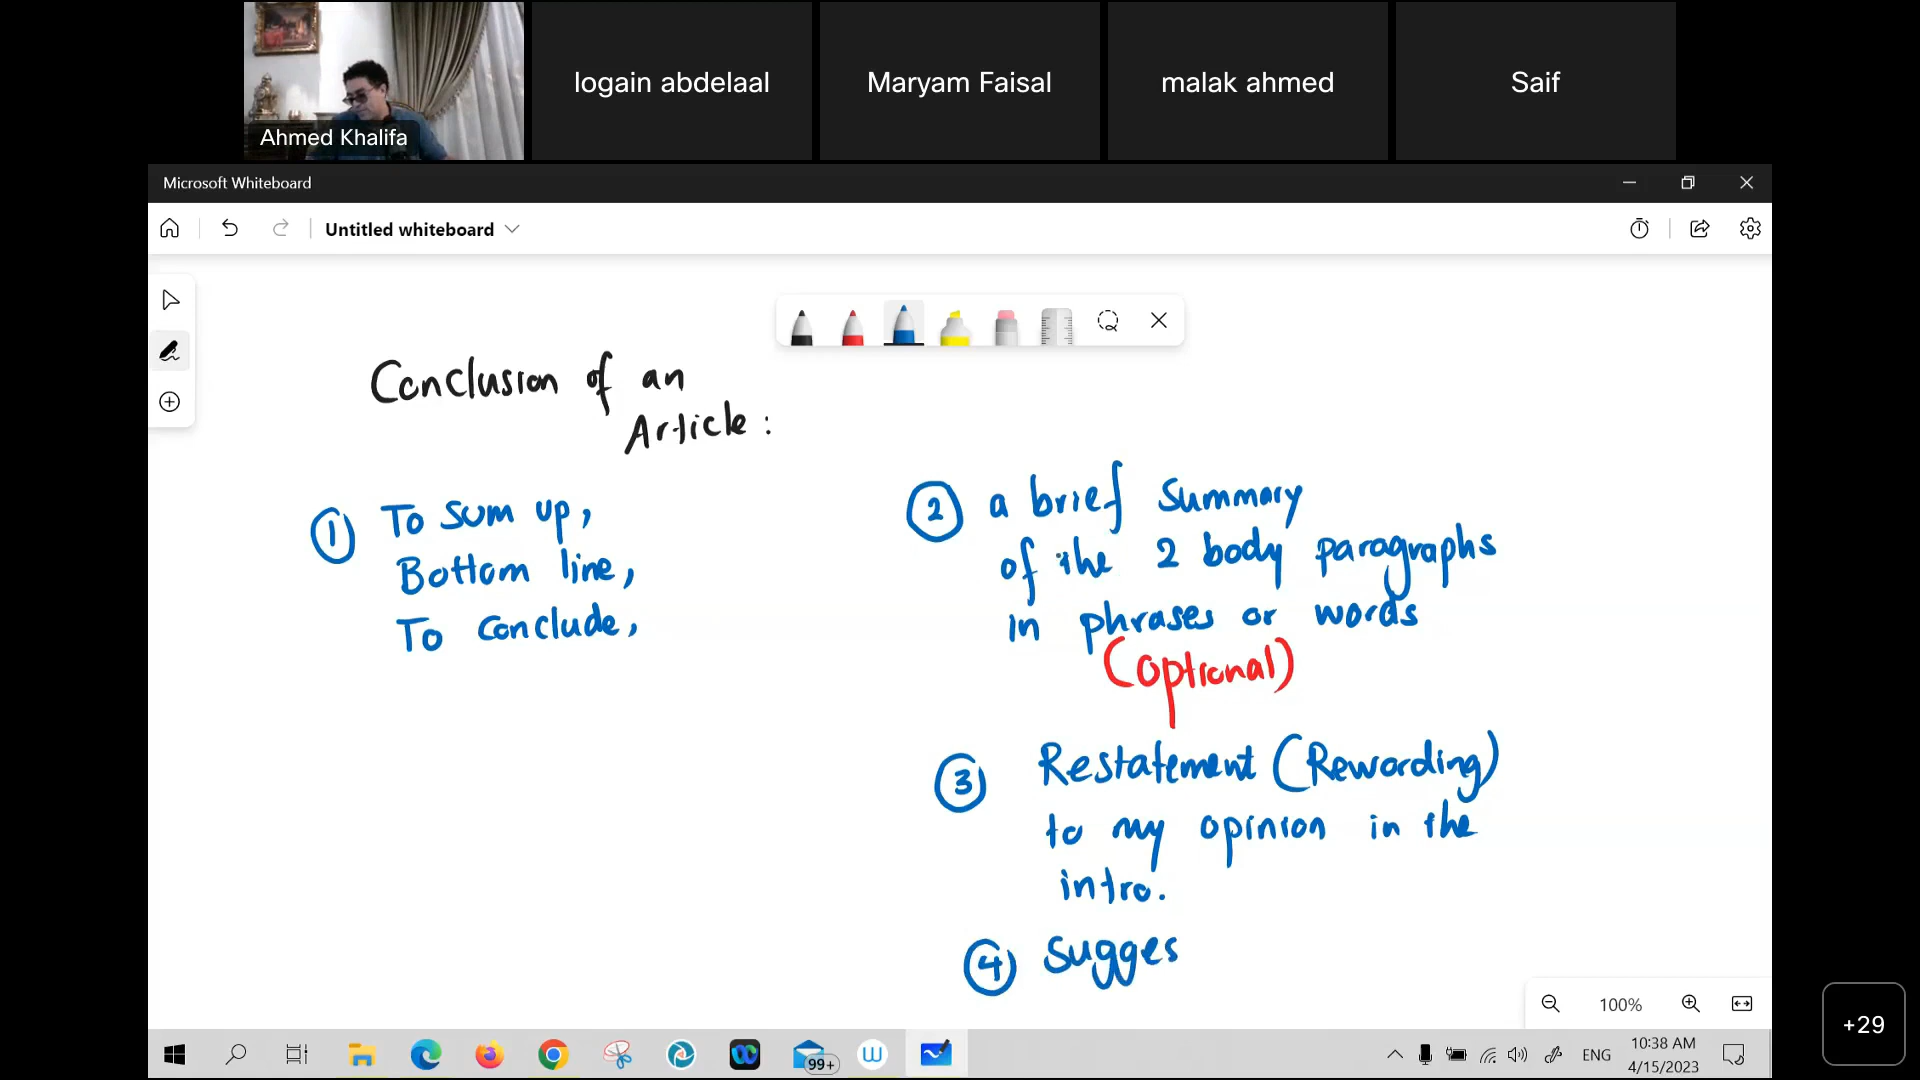 logain abdelaal
Maryam Faisal
malak ahmed
Saif
Ahmed Khalifa
Microsoft Whiteboard
Untitled whiteboard
Conclusion of an
Article:
1 To sum up,
Bottom line,
To conclude,
2 a brief summary
of the 2 body paragraphs
in phrases or words
(optional)
3 Restatement (Rewording)
to my opinion in the
intro.
4 sugges
100%
+29
99+
ENG
10:38 AM
4/15/2023